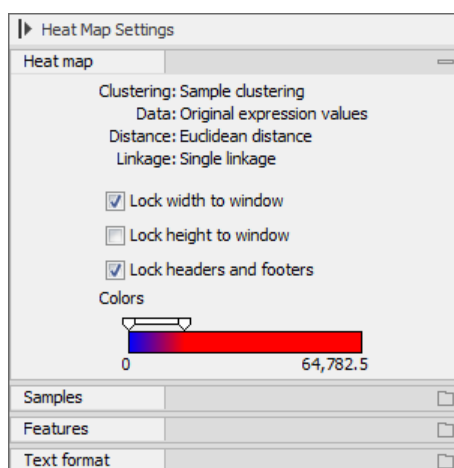 Heat Map Settings
Heat map
Clustering: Sample clustering
Data: Original expression values
Distance: Euclidean distance
Linkage: Single linkage
Lock width to window
Lock height to window
Lock headers and footers
Colors
0 64,782.5
Samples
Features
Text format